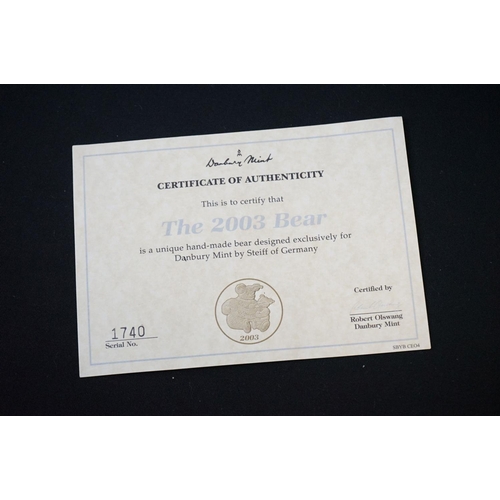 Danbury Mint
CERTIFICATE OF AUTHENTICITY
This is to certify that
The 2003 Bear
is a unique hand-made bear designed exclusively for
Danbury Mint by Steiff of Germany
Certified by
Robert Olswang
Danbury Mint
1740
Serial No.
2003